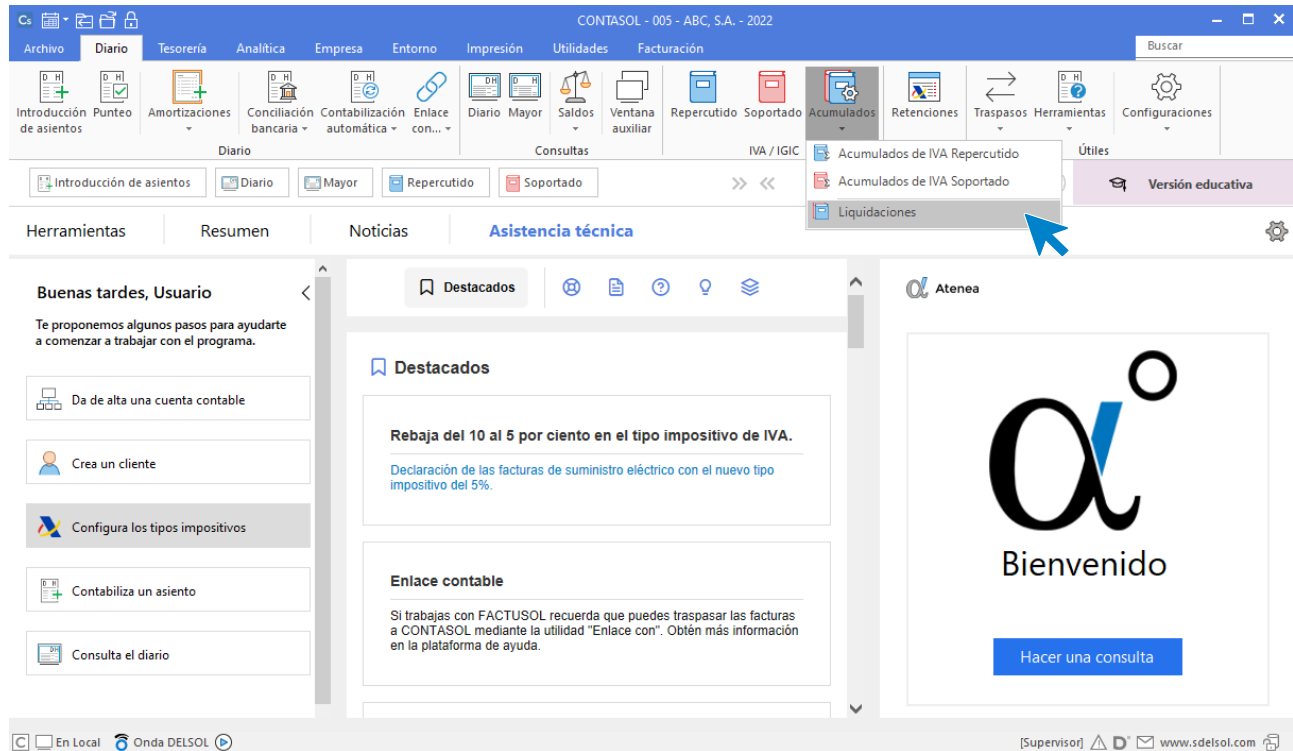 Cs
CONTASOL - 005 - ABC, S.A. - 2022
Archivo Diario Tesorería Analítica Empresa Entorno Impresión Utilidades Facturación Buscar
Introducción de asientos
Punteo
Amortizaciones
Conciliación bancaria
Contabilización automática
Enlace con...
Diario
Mayor
Saldos
Ventana auxiliar
Repercutido
Soportado
Acumulados
Retenciones
Traspasos
Herramientas
Configuraciones
Diario
Consultas
IVA / IGIC
Útiles
Acumulados de IVA Repercutido
Acumulados de IVA Soportado
Liquidaciones
Introducción de asientos
Diario
Mayor
Repercutido
Soportado
Versión educativa
Herramientas
Resumen
Noticias
Asistencia técnica
Buenas tardes, Usuario
Te proponemos algunos pasos para ayudarte
a comenzar a trabajar con el programa.
Da de alta una cuenta contable
Crea un cliente
Configura los tipos impositivos
Contabiliza un asiento
Consulta el diario
Destacados
Destacados
Rebaja del 10 al 5 por ciento en el tipo impositivo de IVA.
Declaración de las facturas de suministro eléctrico con el nuevo tipo
impositivo del 5%.
Enlace contable
Si trabajas con FACTUSOL recuerda que puedes traspasar las facturas
a CONTASOL mediante la utilidad "Enlace con". Obtén más información
en la plataforma de ayuda.
Atenea
Bienvenido
Hacer una consulta
C En Local Onda DELSOL
[Supervisor] D www.sdelsol.com